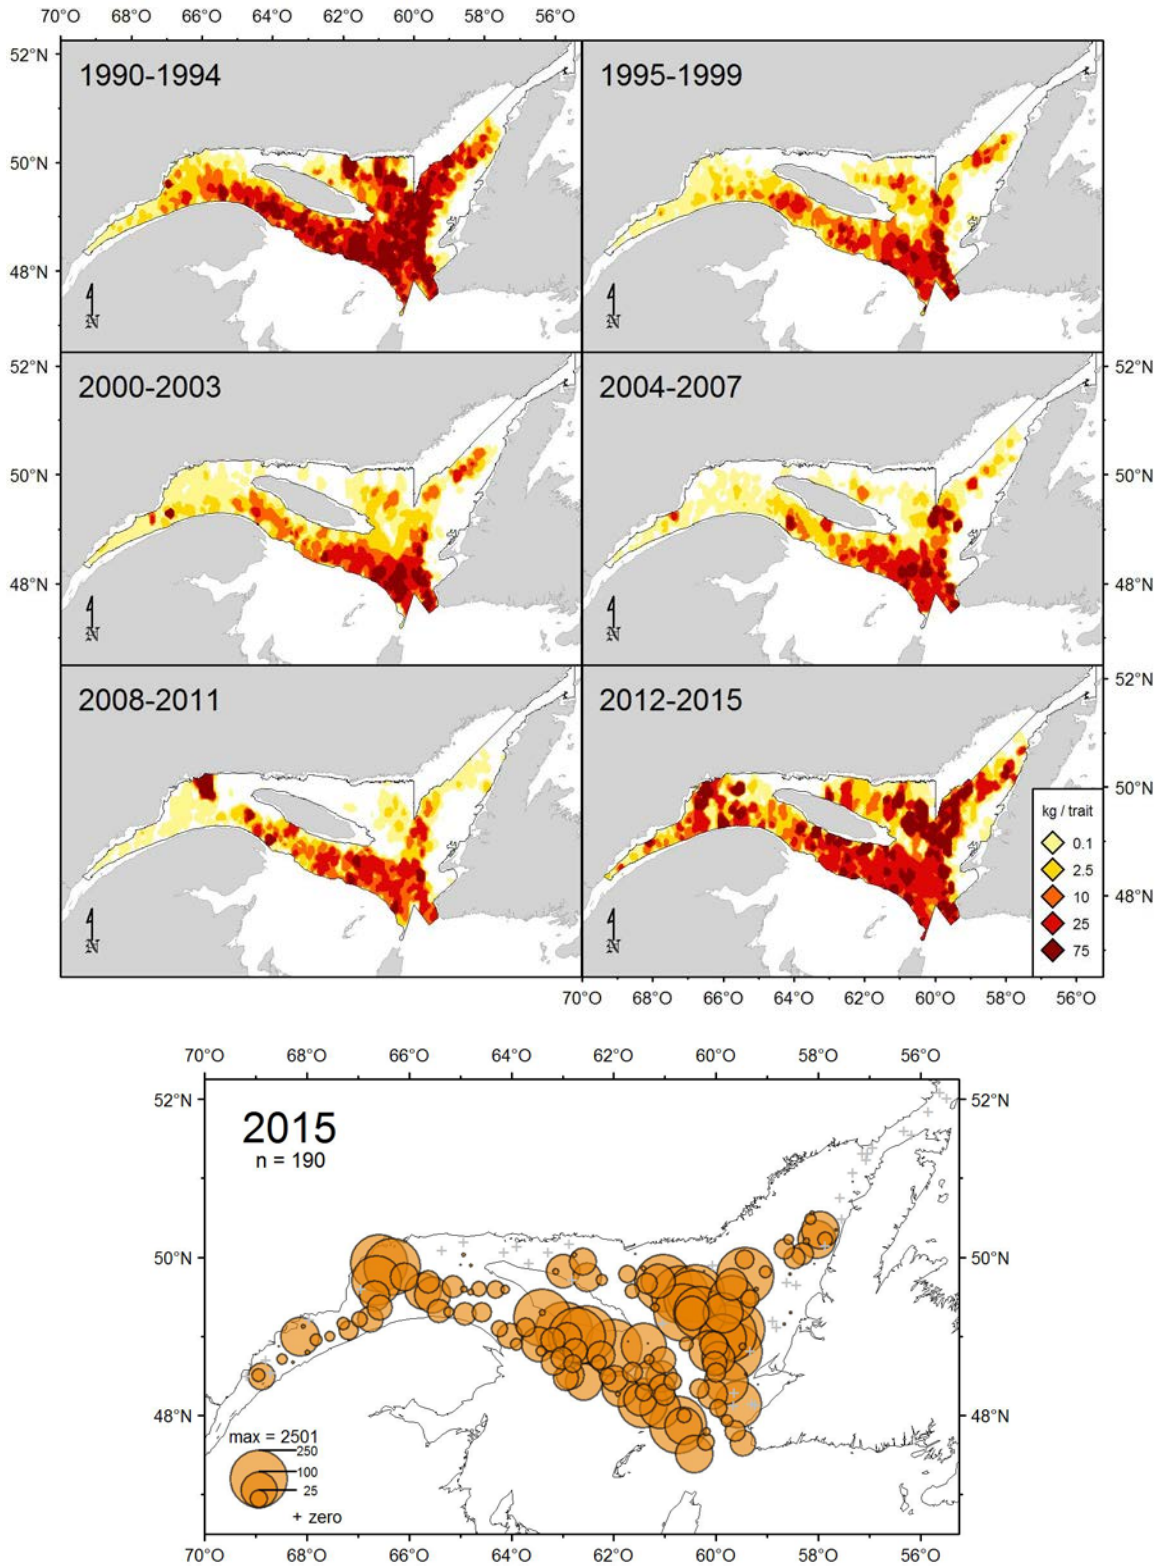 70°O 68°O 66°O 64°O 62°O 60°O 58°O 56°O
52°N
1990-1994 1995-1999
50°N
48°N
N N
52°N 52°N
2000-2003 2004-2007
50°N 50°N
48°N 48°N
N N
52°N
2008-2011 2012-2015
50°N
kg / trait
0.1
2.5
10
25
75
48°N
N N
70°O 68°O 66°O 64°O 62°O 60°O 58°O 56°O
70°O 68°O 66°O 64°O 62°O 60°O 58°O 56°O
52°N 52°N
2015
n = 190
50°N 50°N
48°N 48°N
max = 2501
250
100
25
+ zero
70°O 68°O 66°O 64°O 62°O 60°O 58°O 56°O